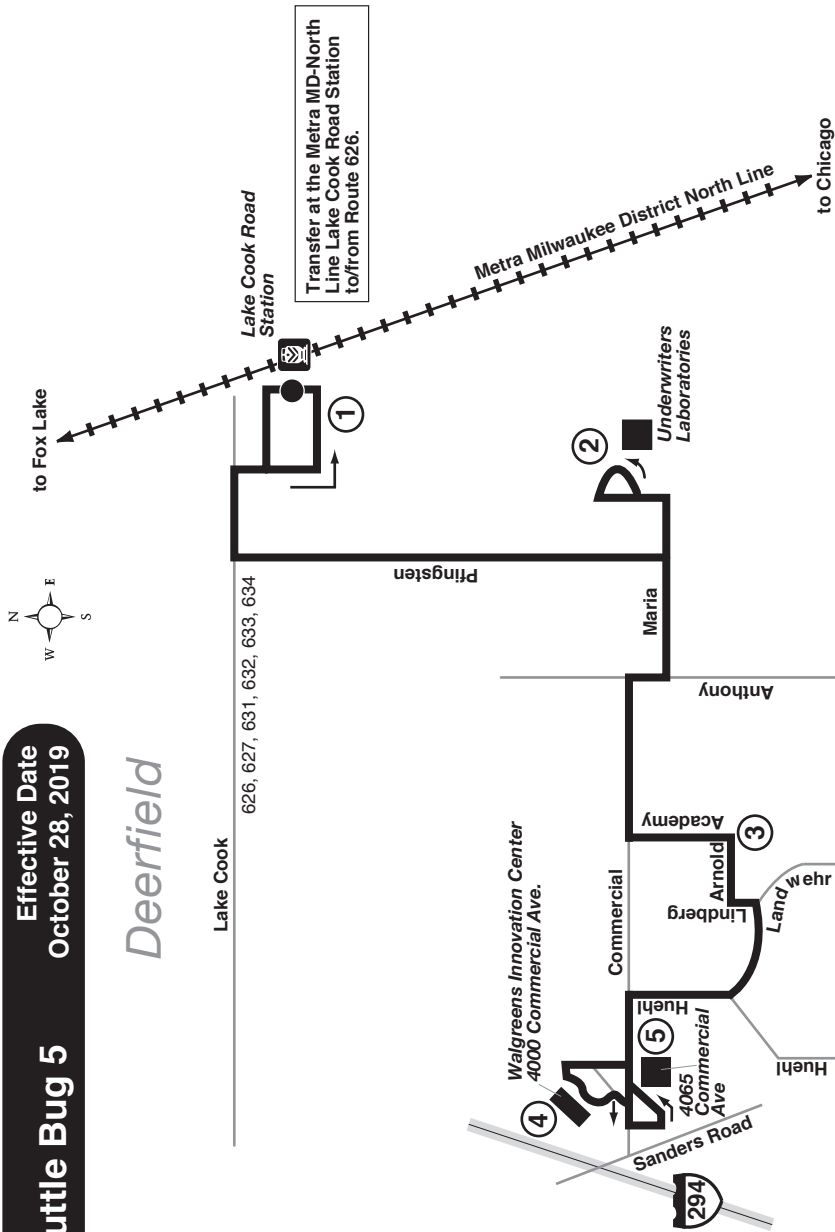 uttle Bug 5
Effective Date
October 28, 2019
Deerfield
N
W
E
S
to Fox Lake
Lake Cook Road
Station
Transfer at the Metra MD-North
Line Lake Cook Road Station
to/from Route 626.
Metra Milwaukee District North Line
to Chicago
Lake Cook
626, 627, 631, 632, 633, 634
1
Pfingsten
2
Underwriters
Laboratories
Maria
Anthony
Academy
3
Arnold
Lindberg
Landwehr
Commercial
Huehl
Huehl
Walgreens Innovation Center
4000 Commercial Ave.
4
5
4065
Commercial
Ave
Sanders Road
294